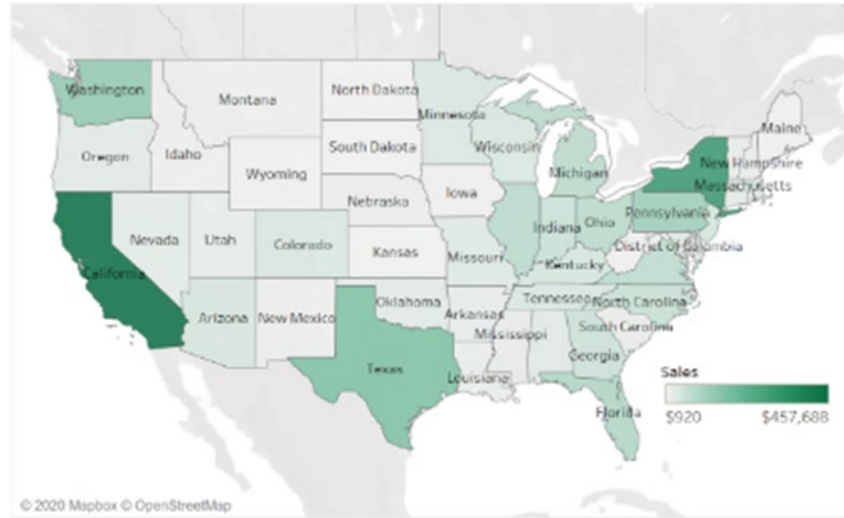 Washington
Montana
North Dakota
Minnesota
Maine
Oregon
Idaho
South Dakota
Wisconsin
Michigan
New Hampshire
Wyoming
Massachusetts
Iowa
Nebraska
Pennsylvania
Nevada
Utah
Colorado
Kansas
Missouri
Indiana
Ohio
District of Columbia
California
Kentucky
Arizona
New Mexico
Oklahoma
Arkansas
Tennessee
North Carolina
Mississippi
South Carolina
Georgia
Texas
Louisiana
Florida
Sales
$920
$457,688
© 2020 Mapbox © OpenStreetMap